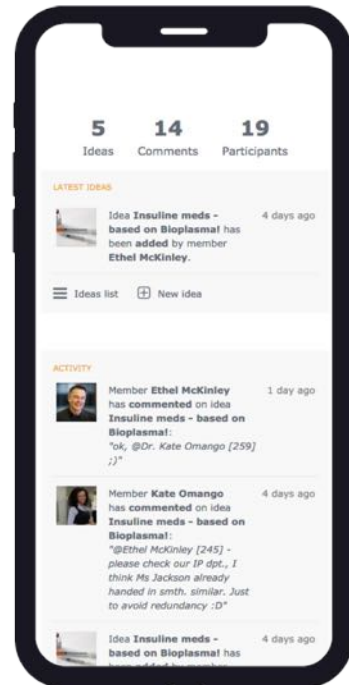 5 14 19
Ideas Comments Participants
LATEST IDEAS
Idea Insuline meds - 4 days ago
based on Bioplasma! has
been added by member
Ethel McKinley.
Ideas list New idea
ACTIVITY
Member Ethel McKinley 1 day ago
has commented on idea
Insuline meds - based on
Bioplasma!:
"ok, @Dr. Kate Omango [259]
;)"
Member Kate Omango 4 days ago
has commented on idea
Insuline meds - based on
Bioplasma!:
"@Ethel McKinley [245] -
please check our IP dpt., I
think Ms Jackson already
handed in smth. similar. Just
to avoid redundancy :D"
Idea Insuline meds - 4 days ago
based on Bioplasma! has
been added by member